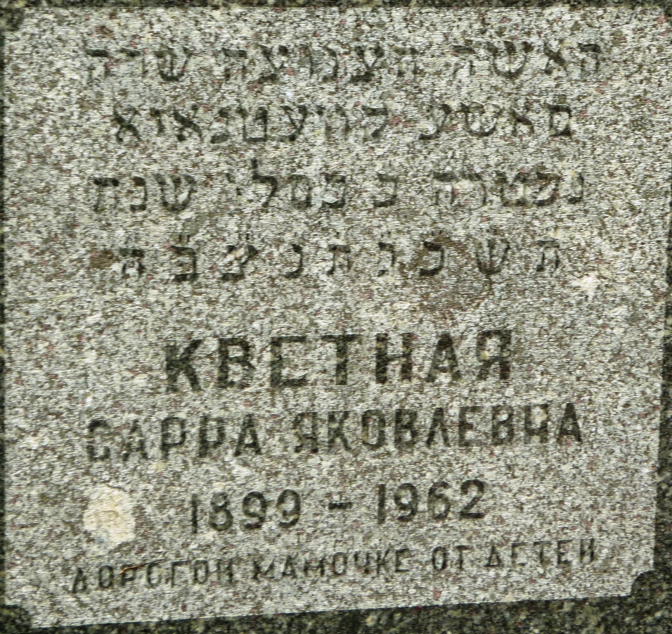 האשה הצנועה שרה
נפטרה כסלו שנת
ת ש כ ג ת נ צ ב ה
КВЕТНАЯ
САРРА ЯКОВЛЕВНА
1899 - 1962
ДОРОГОЙ МАМОЧКЕ ОТ ДЕТЕЙ